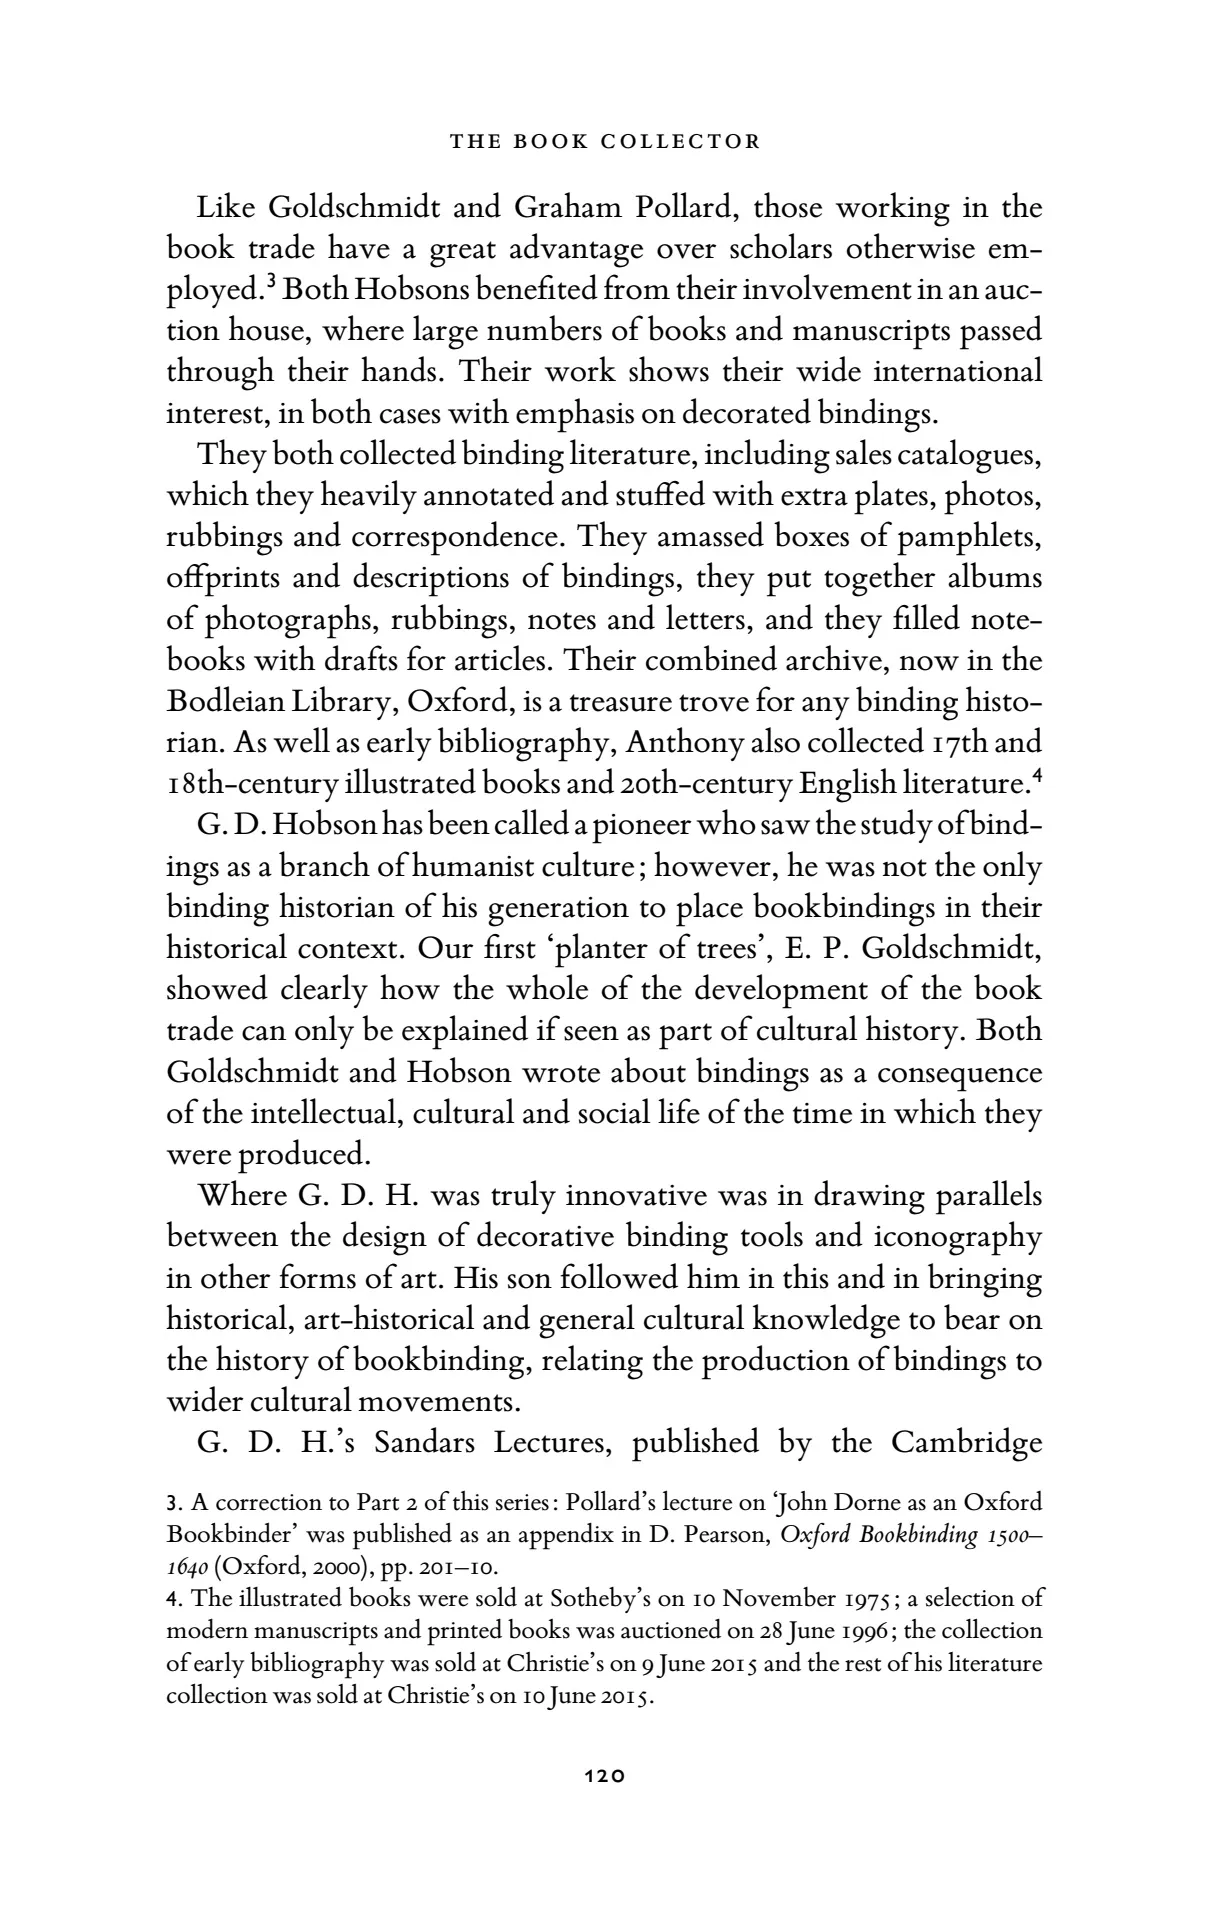 THE BOOK COLLECTOR
Like Goldschmidt and Graham Pollard, those working in the
book trade have a great advantage over scholars otherwise em-
ployed.³ Both Hobsons benefited from their involvement in an auc-
tion house, where large numbers of books and manuscripts passed
through their hands. Their work shows their wide international
interest, in both cases with emphasis on decorated bindings.
They both collected binding literature, including sales catalogues,
which they heavily annotated and stuffed with extra plates, photos,
rubbings and correspondence. They amassed boxes of pamphlets,
offprints and descriptions of bindings, they put together albums
of photographs, rubbings, notes and letters, and they filled note-
books with drafts for articles. Their combined archive, now in the
Bodleian Library, Oxford, is a treasure trove for any binding histo-
rian. As well as early bibliography, Anthony also collected 17th and
18th-century illustrated books and 20th-century English literature.⁴
G. D. Hobson has been called a pioneer who saw the study of bind-
ings as a branch of humanist culture; however, he was not the only
binding historian of his generation to place bookbindings in their
historical context. Our first ‘planter of trees’, E. P. Goldschmidt,
showed clearly how the whole of the development of the book
trade can only be explained if seen as part of cultural history. Both
Goldschmidt and Hobson wrote about bindings as a consequence
of the intellectual, cultural and social life of the time in which they
were produced.
Where G. D. H. was truly innovative was in drawing parallels
between the design of decorative binding tools and iconography
in other forms of art. His son followed him in this and in bringing
historical, art-historical and general cultural knowledge to bear on
the history of bookbinding, relating the production of bindings to
wider cultural movements.
G. D. H.’s Sandars Lectures, published by the Cambridge
3. A correction to Part 2 of this series: Pollard’s lecture on ‘John Dorne as an Oxford
Bookbinder’ was published as an appendix in D. Pearson, Oxford Bookbinding 1500–
1640 (Oxford, 2000), pp. 201–10.
4. The illustrated books were sold at Sotheby’s on 10 November 1975; a selection of
modern manuscripts and printed books was auctioned on 28 June 1996; the collection
of early bibliography was sold at Christie’s on 9 June 2015 and the rest of his literature
collection was sold at Christie’s on 10 June 2015.
120